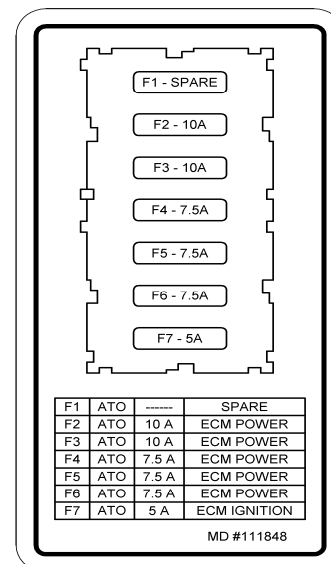 F1 - SPARE
F2 - 10A
F3 - 10A
F4 - 7.5A
F5 - 7.5A
F6 - 7.5A
F7 - 5A
F1 ATO ------ SPARE
F2 ATO 10 A ECM POWER
F3 ATO 10 A ECM POWER
F4 ATO 7.5 A ECM POWER
F5 ATO 7.5 A ECM POWER
F6 ATO 7.5 A ECM POWER
F7 ATO 5 A ECM IGNITION
MD #111848